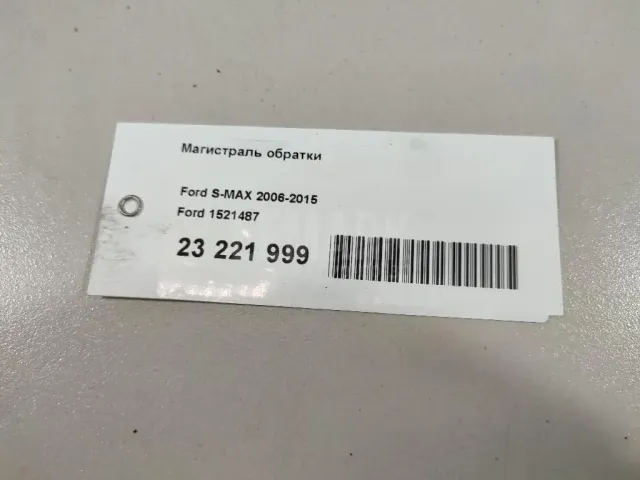 Магистраль обратки
Ford S-MAX 2006-2015
Ford 1521487
23 221 999